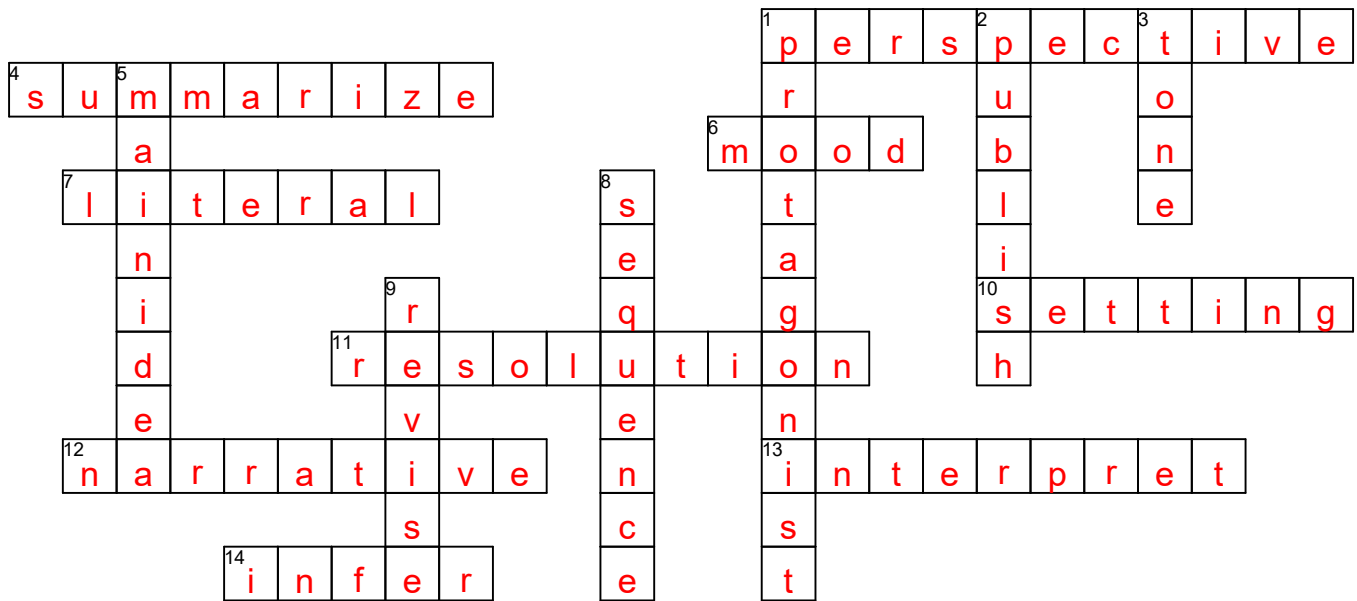 1 p e r s 2 p e c 3 t i v e
4 s u 5 m m a r i z e r u o
a 6 m o o d b n
7 l i t e r a l 8 s t l e
n e a i
i 9 r q g 10 s e t t i n g
d 11 r e s o l u t i o n h
e v e n
12 n a r r a t i v e n 13 i n t e r p r e t
s c s
14 i n f e r e t